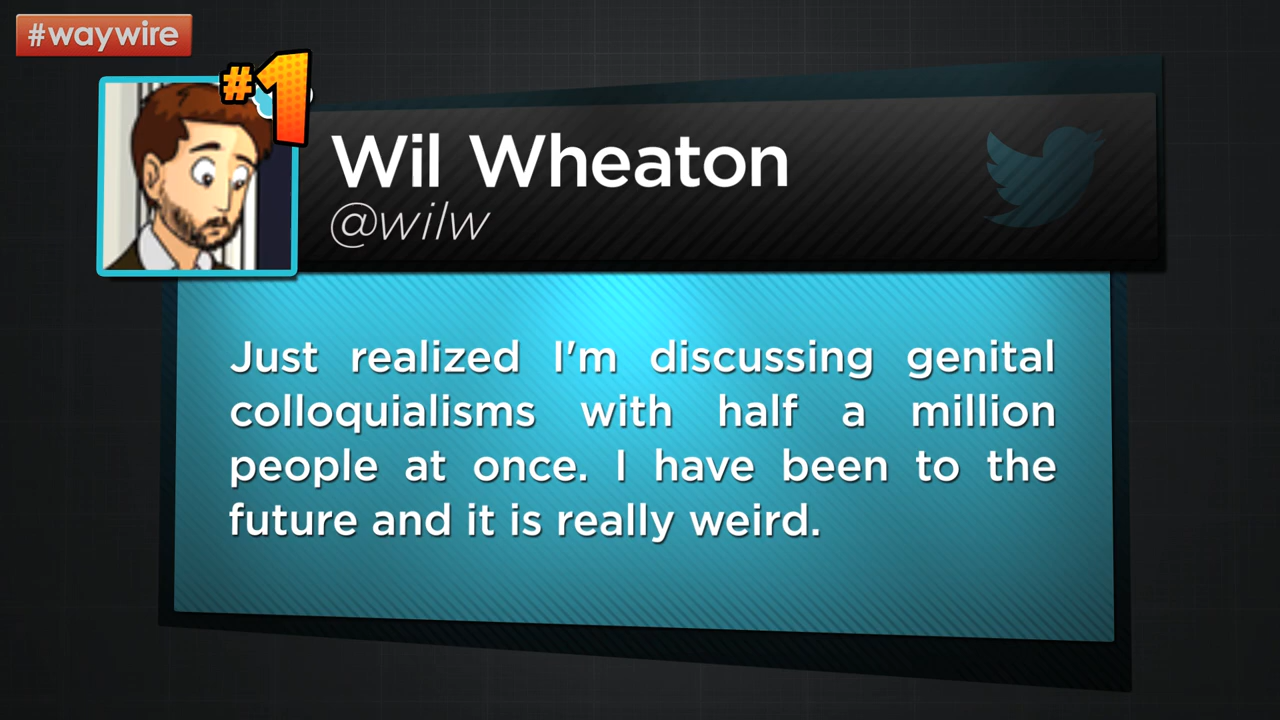 #waywire
#1
Wil Wheaton
@wilw
Just realized I'm discussing genital
colloquialisms with half a million
people at once. I have been to the
future and it is really weird.